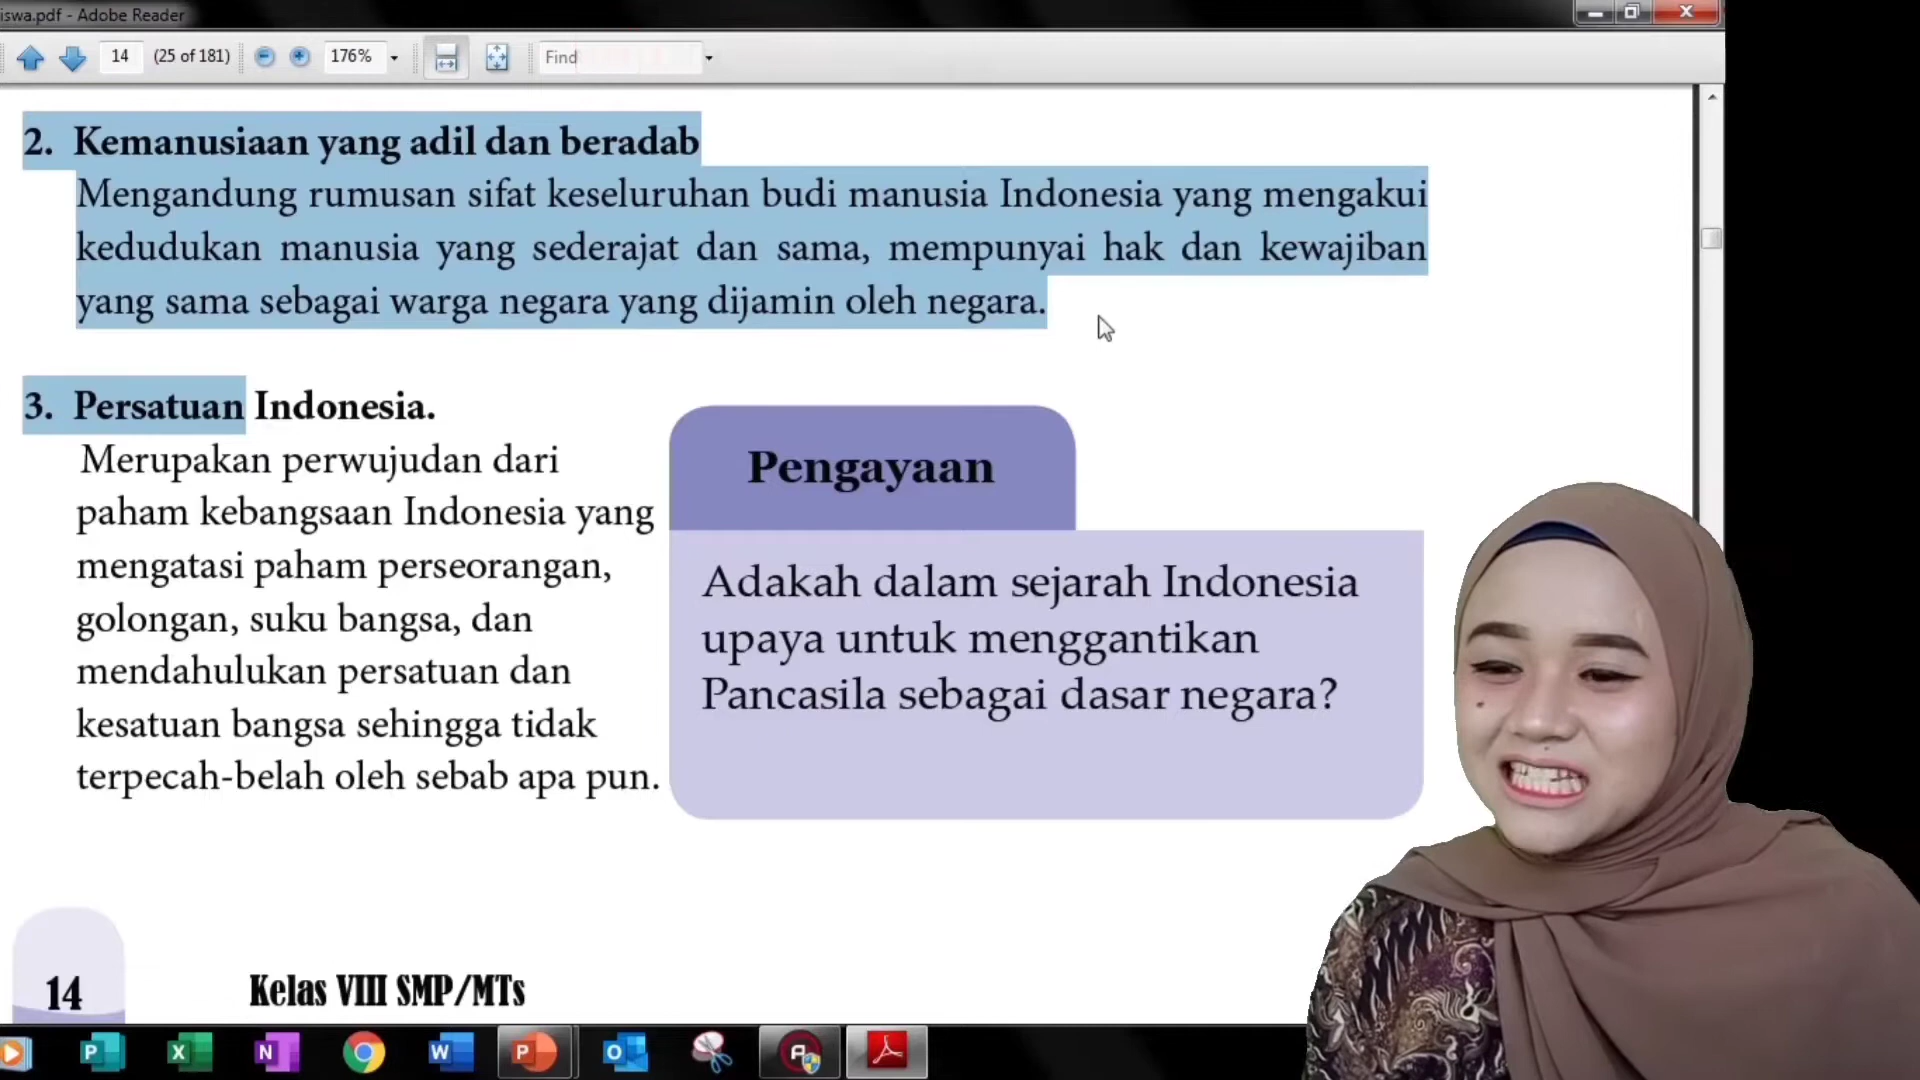 iswa.pdf - Adobe Reader
14 (25 of 181) 176% Find
2. Kemanusiaan yang adil dan beradab
Mengandung rumusan sifat keseluruhan budi manusia Indonesia yang mengakui
kedudukan manusia yang sederajat dan sama, mempunyai hak dan kewajiban
yang sama sebagai warga negara yang dijamin oleh negara.
3. Persatuan Indonesia.
Merupakan perwujudan dari
paham kebangsaan Indonesia yang
mengatasi paham perseorangan,
golongan, suku bangsa, dan
mendahulukan persatuan dan
kesatuan bangsa sehingga tidak
terpecah-belah oleh sebab apa pun.
Pengayaan
Adakah dalam sejarah Indonesia
upaya untuk menggantikan
Pancasila sebagai dasar negara?
14 Kelas VIII SMP/MTs
P X N W P O A